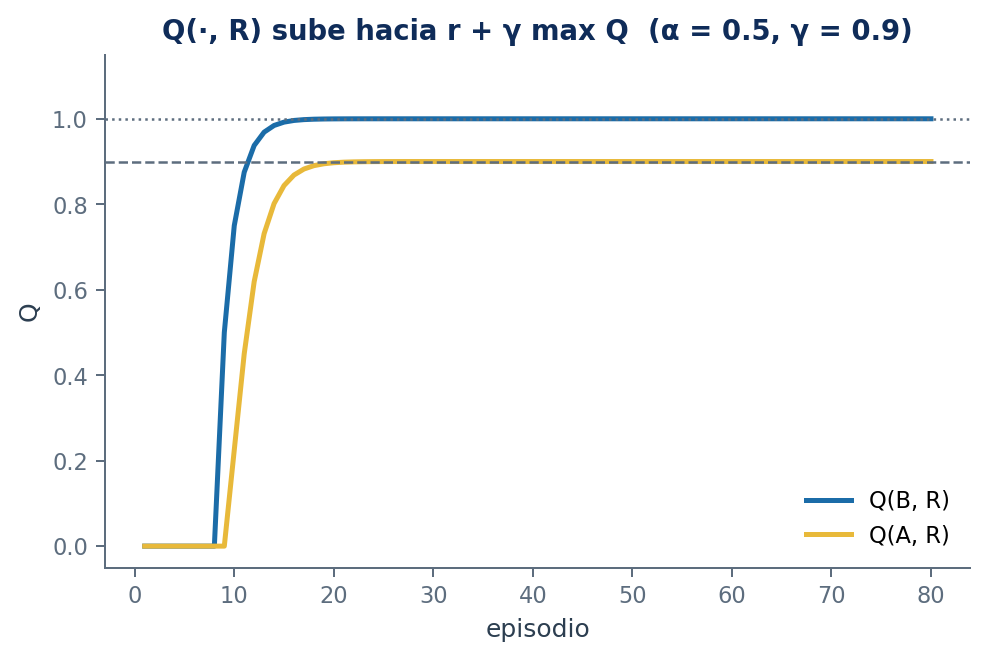 Q(·, R) sube hacia r + γ max Q  (α = 0.5, γ = 0.9)
Q
1.0
0.8
0.6
0.4
0.2
0.0
Q(B, R)
Q(A, R)
0 10 20 30 40 50 60 70 80
episodio